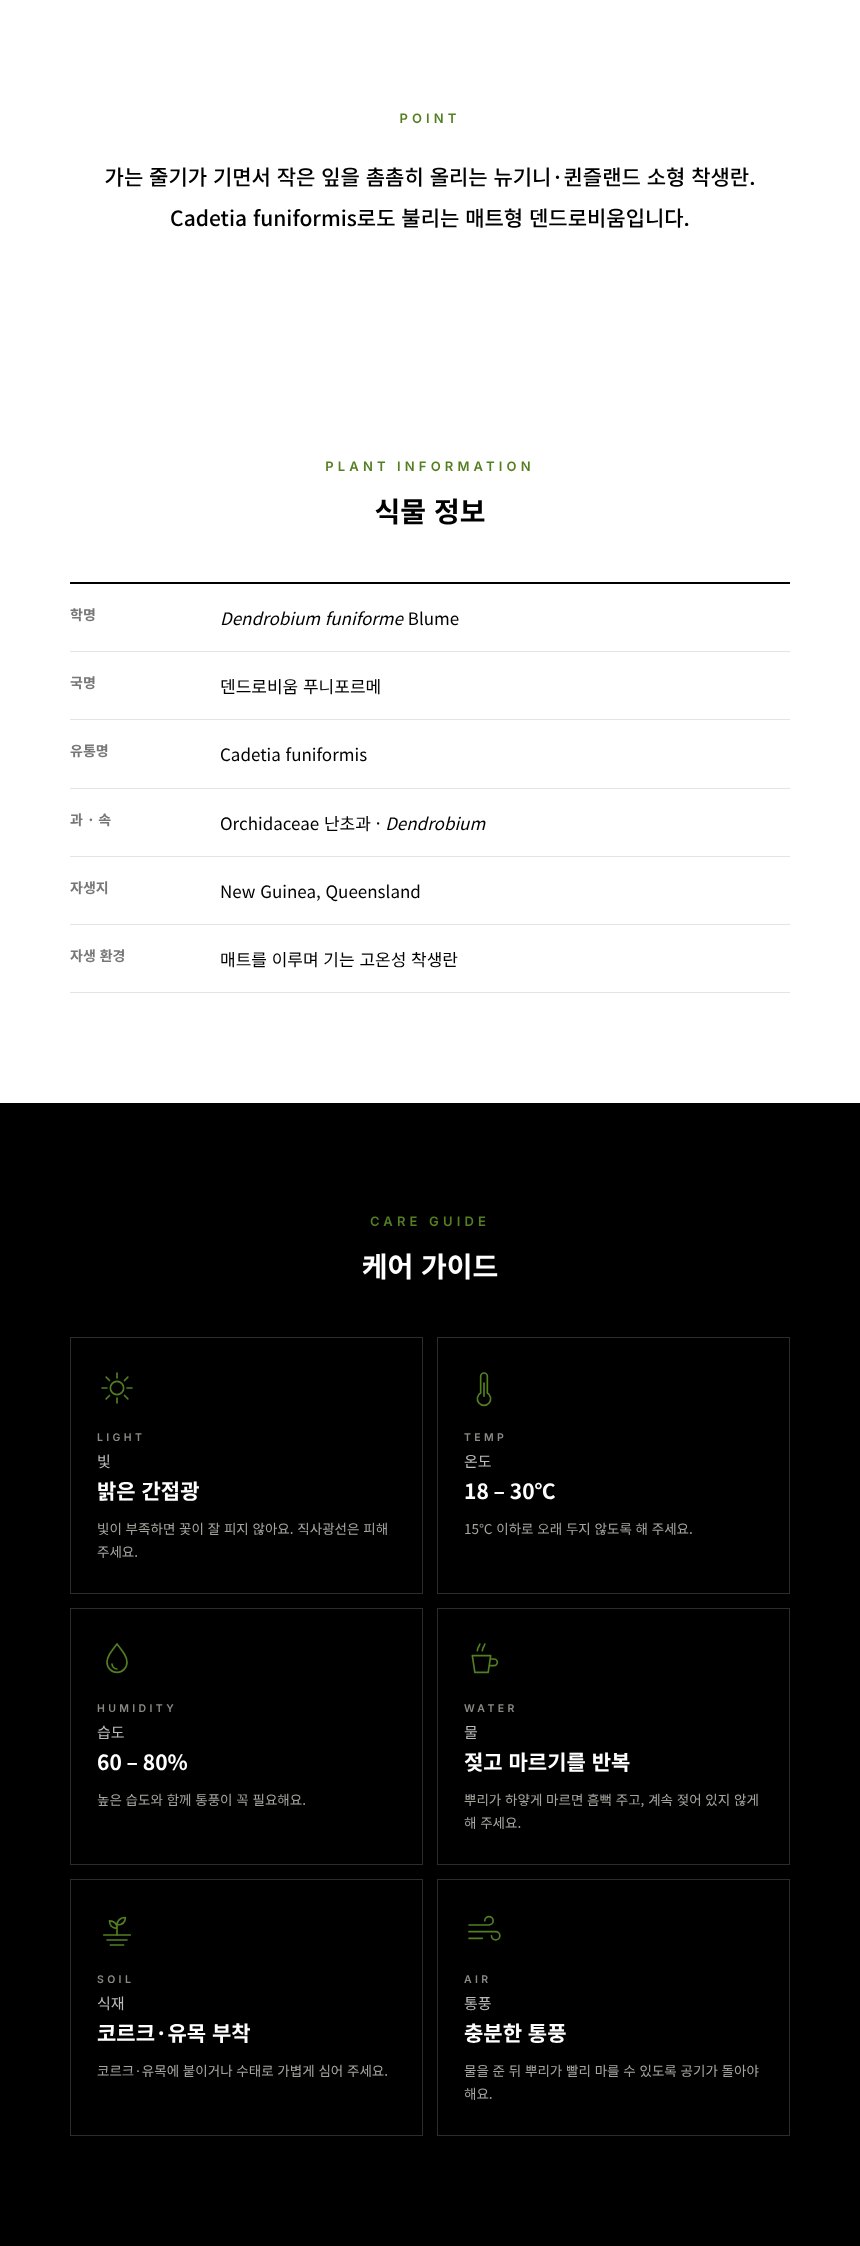 POINT
가는 줄기가 기면서 작은 잎을 촘촘히 올리는 뉴기니·퀸즐랜드 소형 착생란.
Cadetia funiformis로도 불리는 매트형 덴드로비움입니다.
PLANT INFORMATION
식물 정보
학명
Dendrobium funiforme Blume
국명
덴드로비움 푸니포르메
유통명
Cadetia funiformis
과 · 속
Orchidaceae 난초과 · Dendrobium
자생지
New Guinea, Queensland
자생 환경
매트를 이루며 기는 고온성 착생란
CARE GUIDE
케어 가이드
LIGHT
빛
밝은 간접광
빛이 부족하면 꽃이 잘 피지 않아요. 직사광선은 피해
주세요.
TEMP
온도
18 – 30℃
15℃ 이하로 오래 두지 않도록 해 주세요.
HUMIDITY
습도
60 – 80%
높은 습도와 함께 통풍이 꼭 필요해요.
WATER
물
젖고 마르기를 반복
뿌리가 하얗게 마르면 흠뻑 주고, 계속 젖어 있지 않게
해 주세요.
SOIL
식재
코르크·유목 부착
코르크·유목에 붙이거나 수태로 가볍게 심어 주세요.
AIR
통풍
충분한 통풍
물을 준 뒤 뿌리가 빨리 마를 수 있도록 공기가 돌아야
해요.